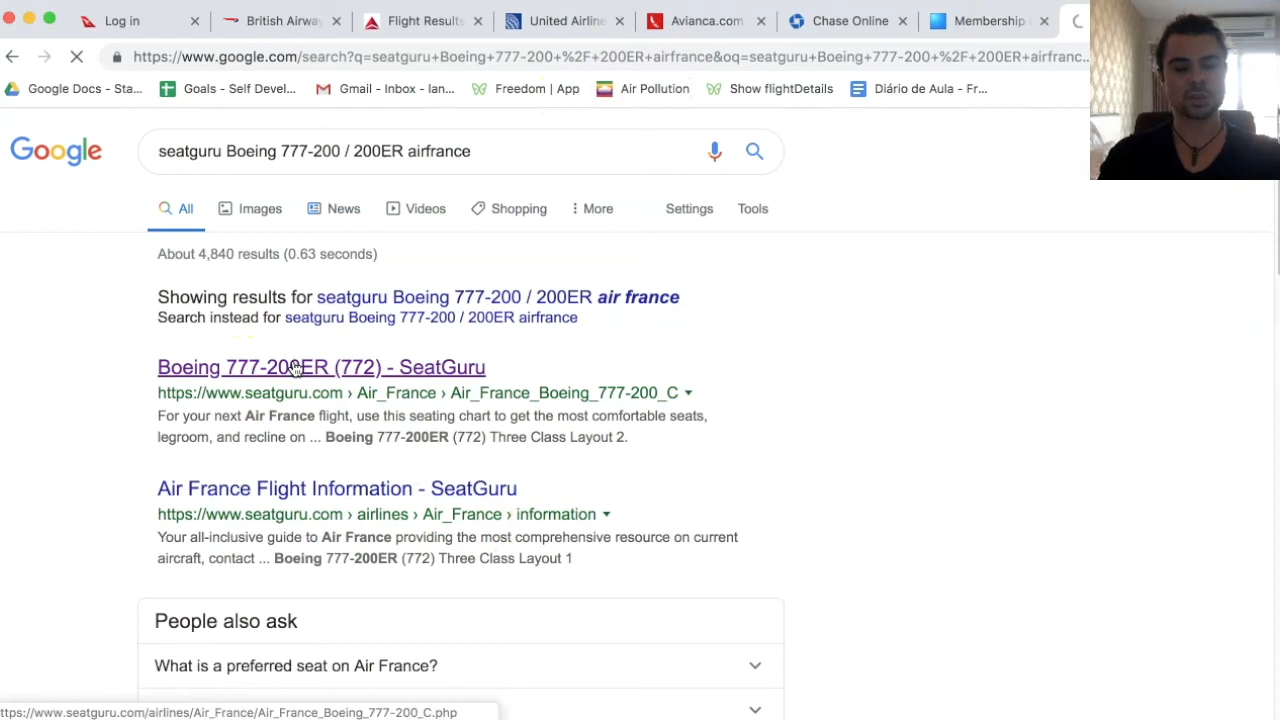 Log in
British Airwa
Flight Results
United Airline
Avianca.com
Chase Online
Membership
https://www.google.com/search?q=seatguru+Boeing+777-200+%2F+200ER+airfrance&oq=seatguru+Boeing+777-200+%2F+200ER+airfranc...
Google Docs - Sta...
Goals - Self Devel...
Gmail - Inbox - Ian...
Freedom | App
Air Pollution
Show flightDetails
Diário de Aula - Fr...
Google
seatguru Boeing 777-200 / 200ER airfrance
All
Images
News
Videos
Shopping
More
Settings
Tools
About 4,840 results (0.63 seconds)
Showing results for seatguru Boeing 777-200 / 200ER air france
Search instead for seatguru Boeing 777-200 / 200ER airfrance
Boeing 777-200ER (772) - SeatGuru
https://www.seatguru.com › Air_France › Air_France_Boeing_777-200_C
For your next Air France flight, use this seating chart to get the most comfortable seats,
legroom, and recline on ... Boeing 777-200ER (772) Three Class Layout 2.
Air France Flight Information - SeatGuru
https://www.seatguru.com › airlines › Air_France › information
Your all-inclusive guide to Air France providing the most comprehensive resource on current
aircraft, contact ... Boeing 777-200ER (772) Three Class Layout 1
People also ask
What is a preferred seat on Air France?
ttps://www.seatguru.com/airlines/Air_France/Air_France_Boeing_777-200_C.php